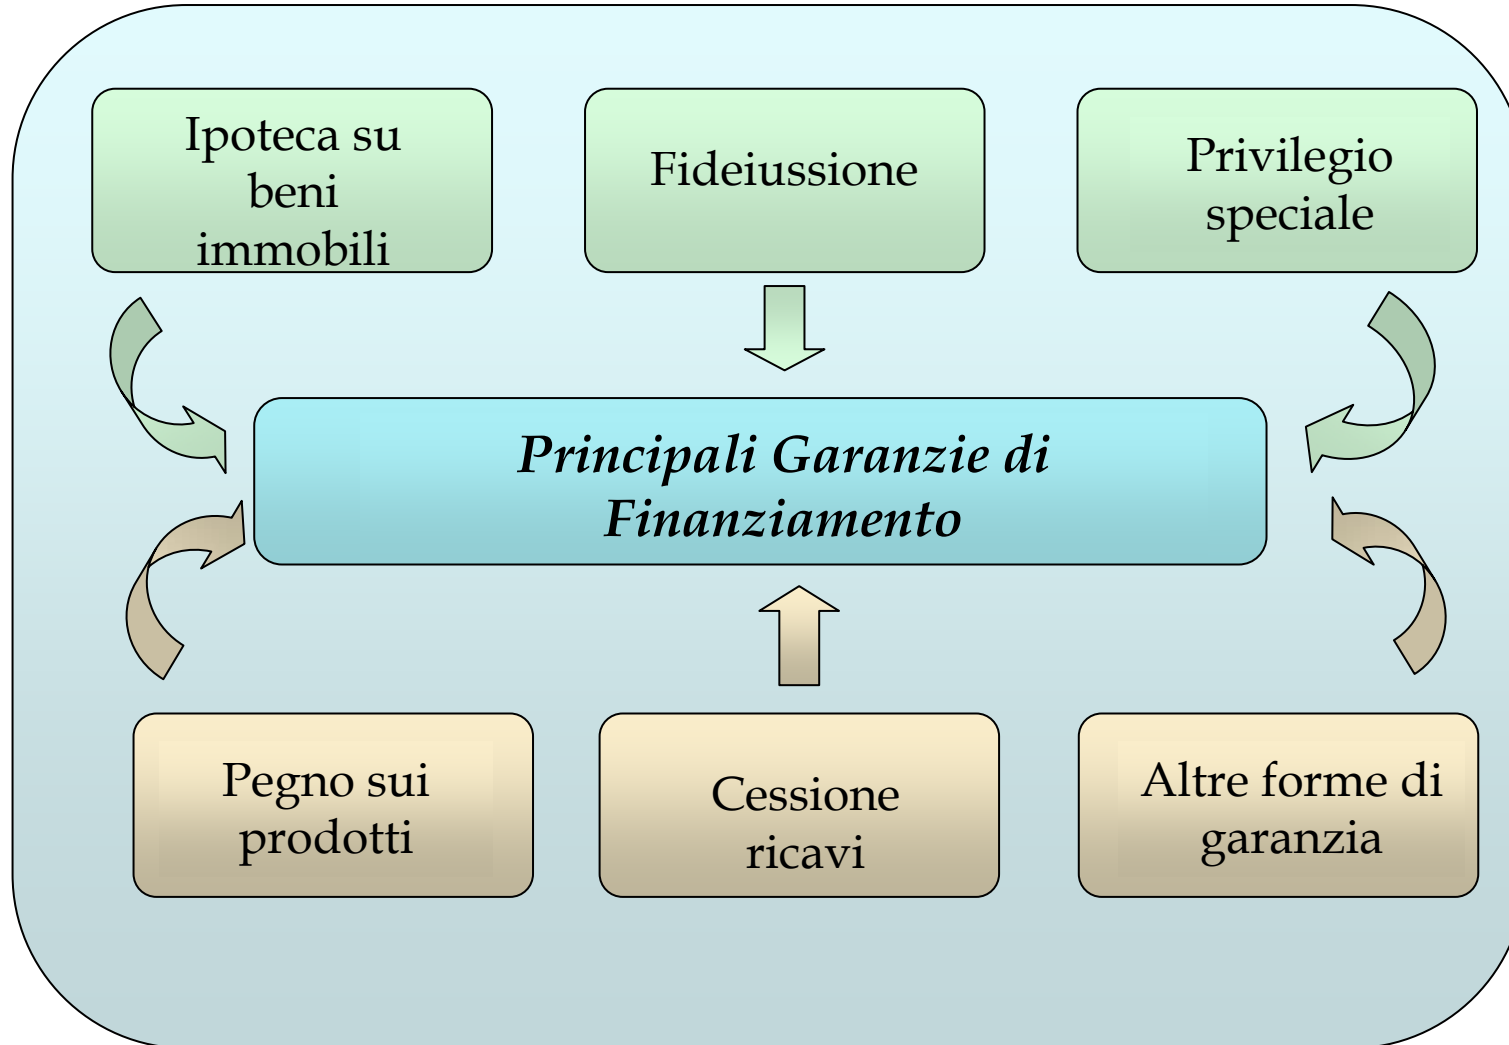 Ipoteca su
beni
immobili
Fideiussione
Privilegio
speciale
Principali Garanzie di
Finanziamento
Pegno sui
prodotti
Cessione
ricavi
Altre forme di
garanzia